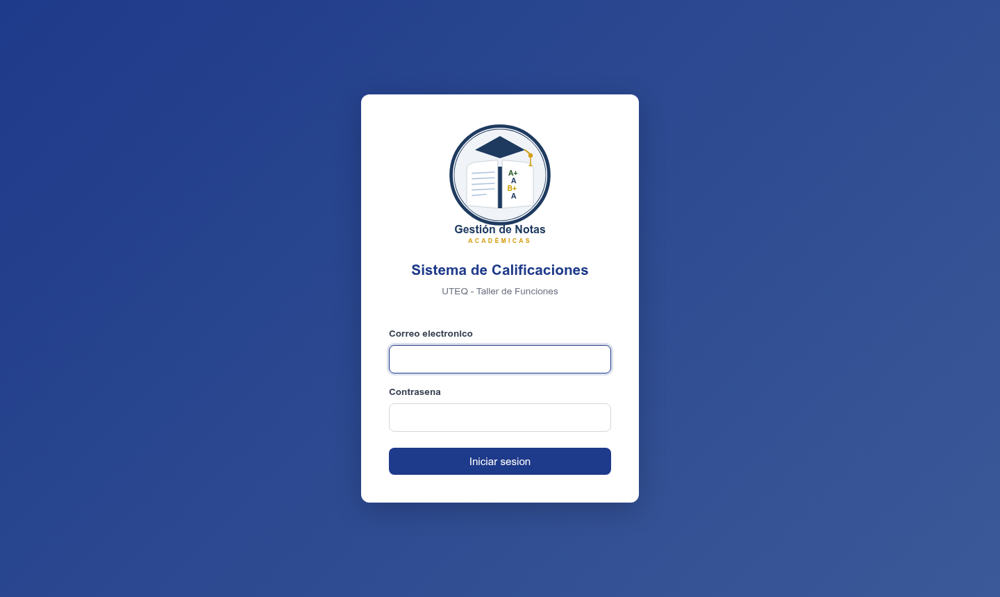 A+
A
B+
A
Gestión de Notas
ACADÉMICAS
Sistema de Calificaciones
UTEQ - Taller de Funciones
Correo electronico
Contrasena
Iniciar sesion